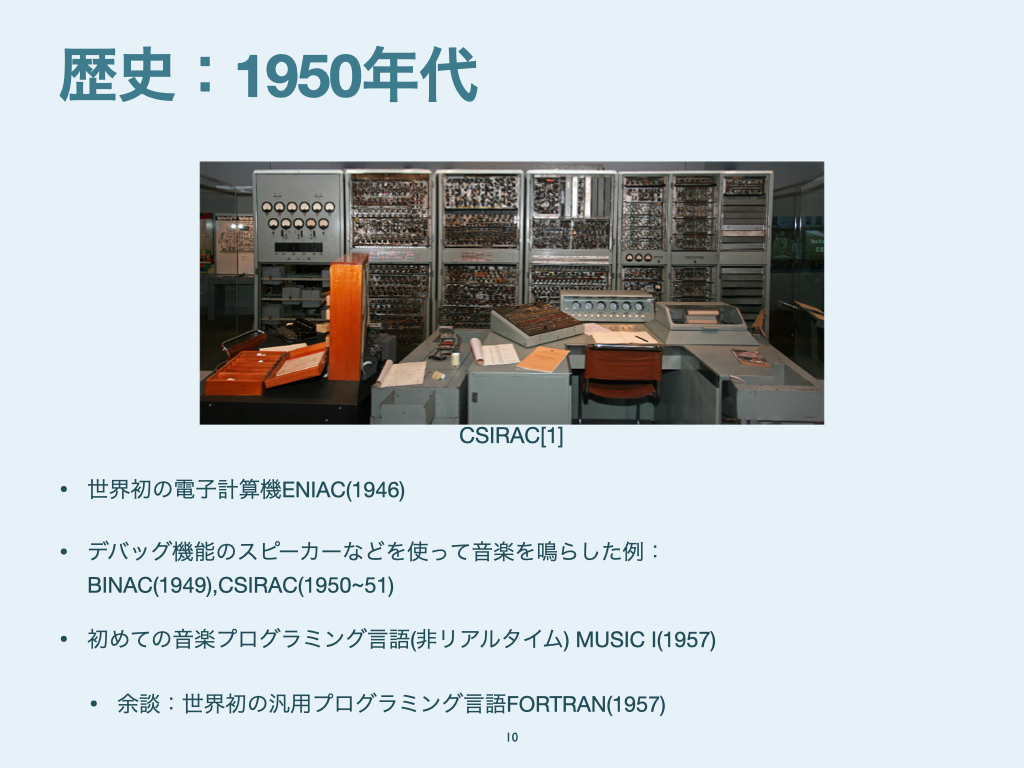 歴史：1950年代
CSIRAC[1]
• 世界初の電子計算機ENIAC(1946)
• デバッグ機能のスピーカーなどを使って音楽を鳴らした例：
BINAC(1949),CSIRAC(1950~51)
• 初めての音楽プログラミング言語(非リアルタイム) MUSIC I(1957)
• 余談：世界初の汎用プログラミング言語FORTRAN(1957)
10